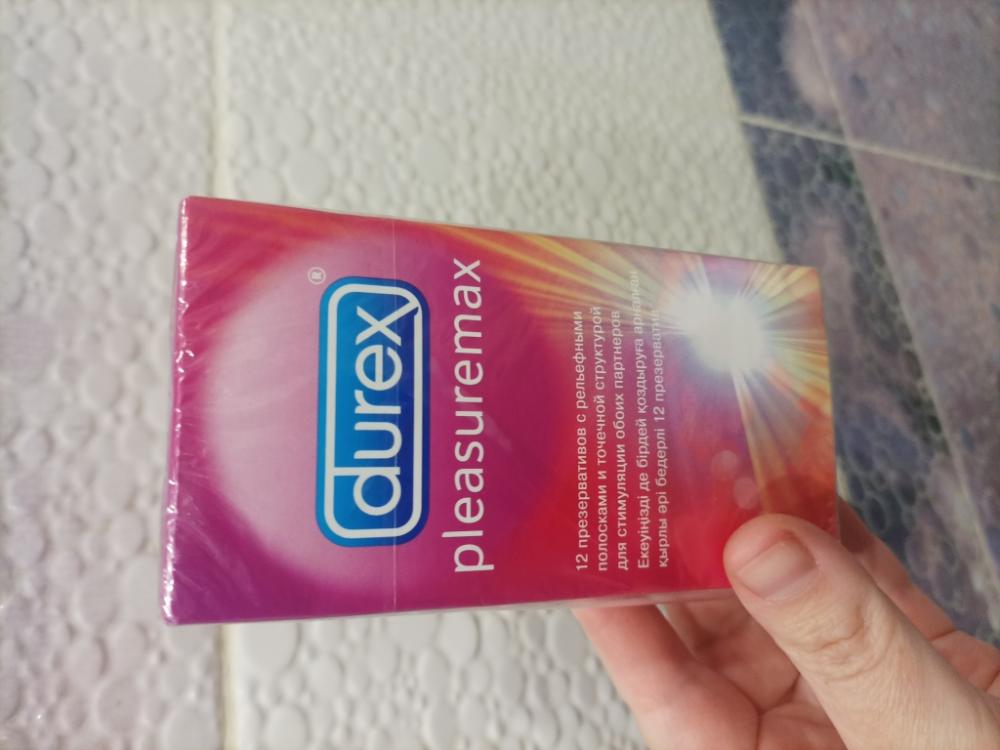 durex®
pleasuremax
12 презервативов с рельефными
полосками и точечной структурой
для стимуляции обоих партнеров
Екеуіңізді де бірдей қоздыруға арналған
қырлы әрі бедерлі 12 презерватив